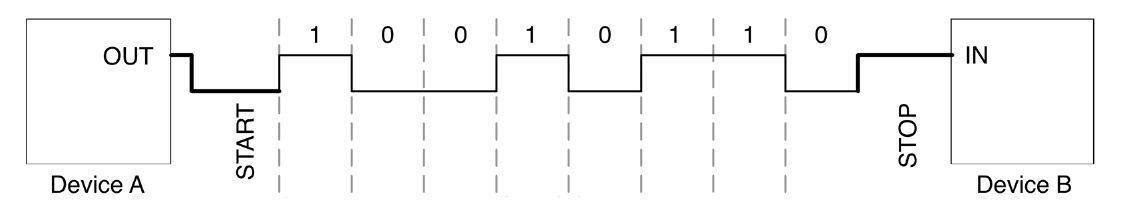 1 0 0 1 0 1 1 0
OUT
IN
START
STOP
Device A
Device B